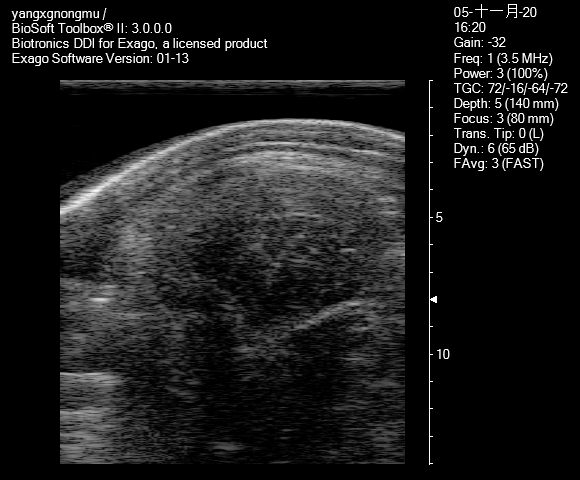 yangxgnongmu /
BioSoft Toolbox® II: 3.0.0.0
Biotronics DDI for Exago, a licensed product
Exago Software Version: 01-13
05-十一月-20
16:20
Gain: -32
Freq: 1 (3.5 MHz)
Power: 3 (100%)
TGC: 72/-16/-64/-72
Depth: 5 (140 mm)
Focus: 3 (80 mm)
Trans. Tip: 0 (L)
Dyn.: 6 (65 dB)
FAvg: 3 (FAST)
5
10